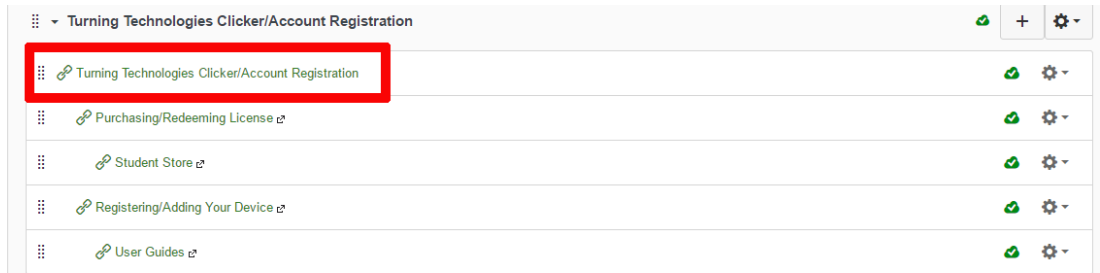 Turning Technologies Clicker/Account Registration
Turning Technologies Clicker/Account Registration
Purchasing/Redeeming License
Student Store
Registering/Adding Your Device
User Guides